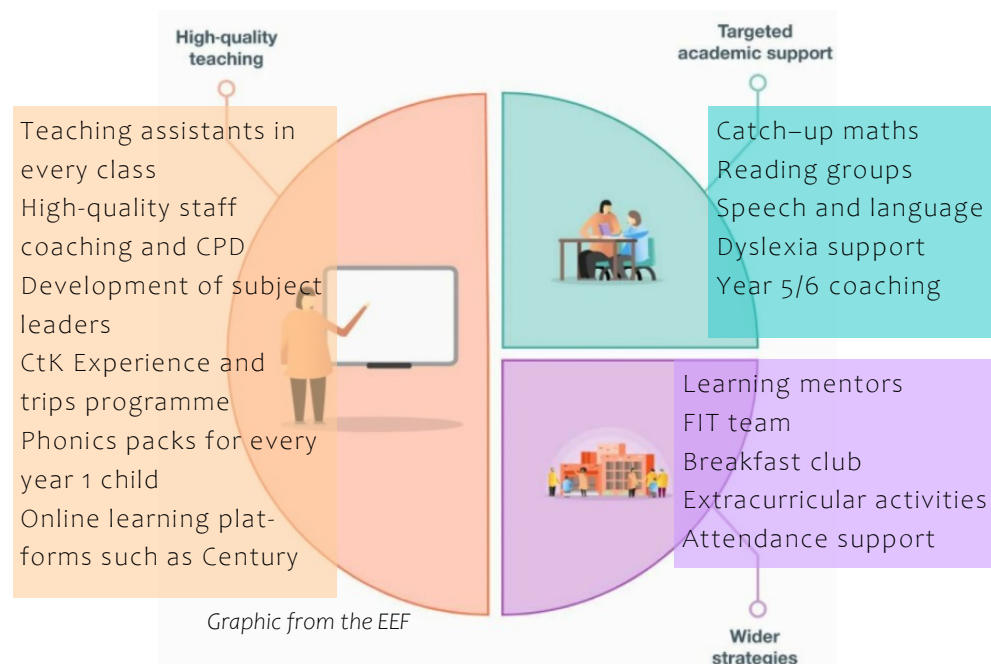 High-quality
teaching
Teaching assistants in
every class
High-quality staff
coaching and CPD
Development of subject
leaders
CtK Experience and
trips programme
Phonics packs for every
year 1 child
Online learning plat-
forms such as Century
Targeted
academic support
Catch–up maths
Reading groups
Speech and language
Dyslexia support
Year 5/6 coaching
Learning mentors
FIT team
Breakfast club
Extracurricular activities
Attendance support
Wider
strategies
Graphic from the EEF